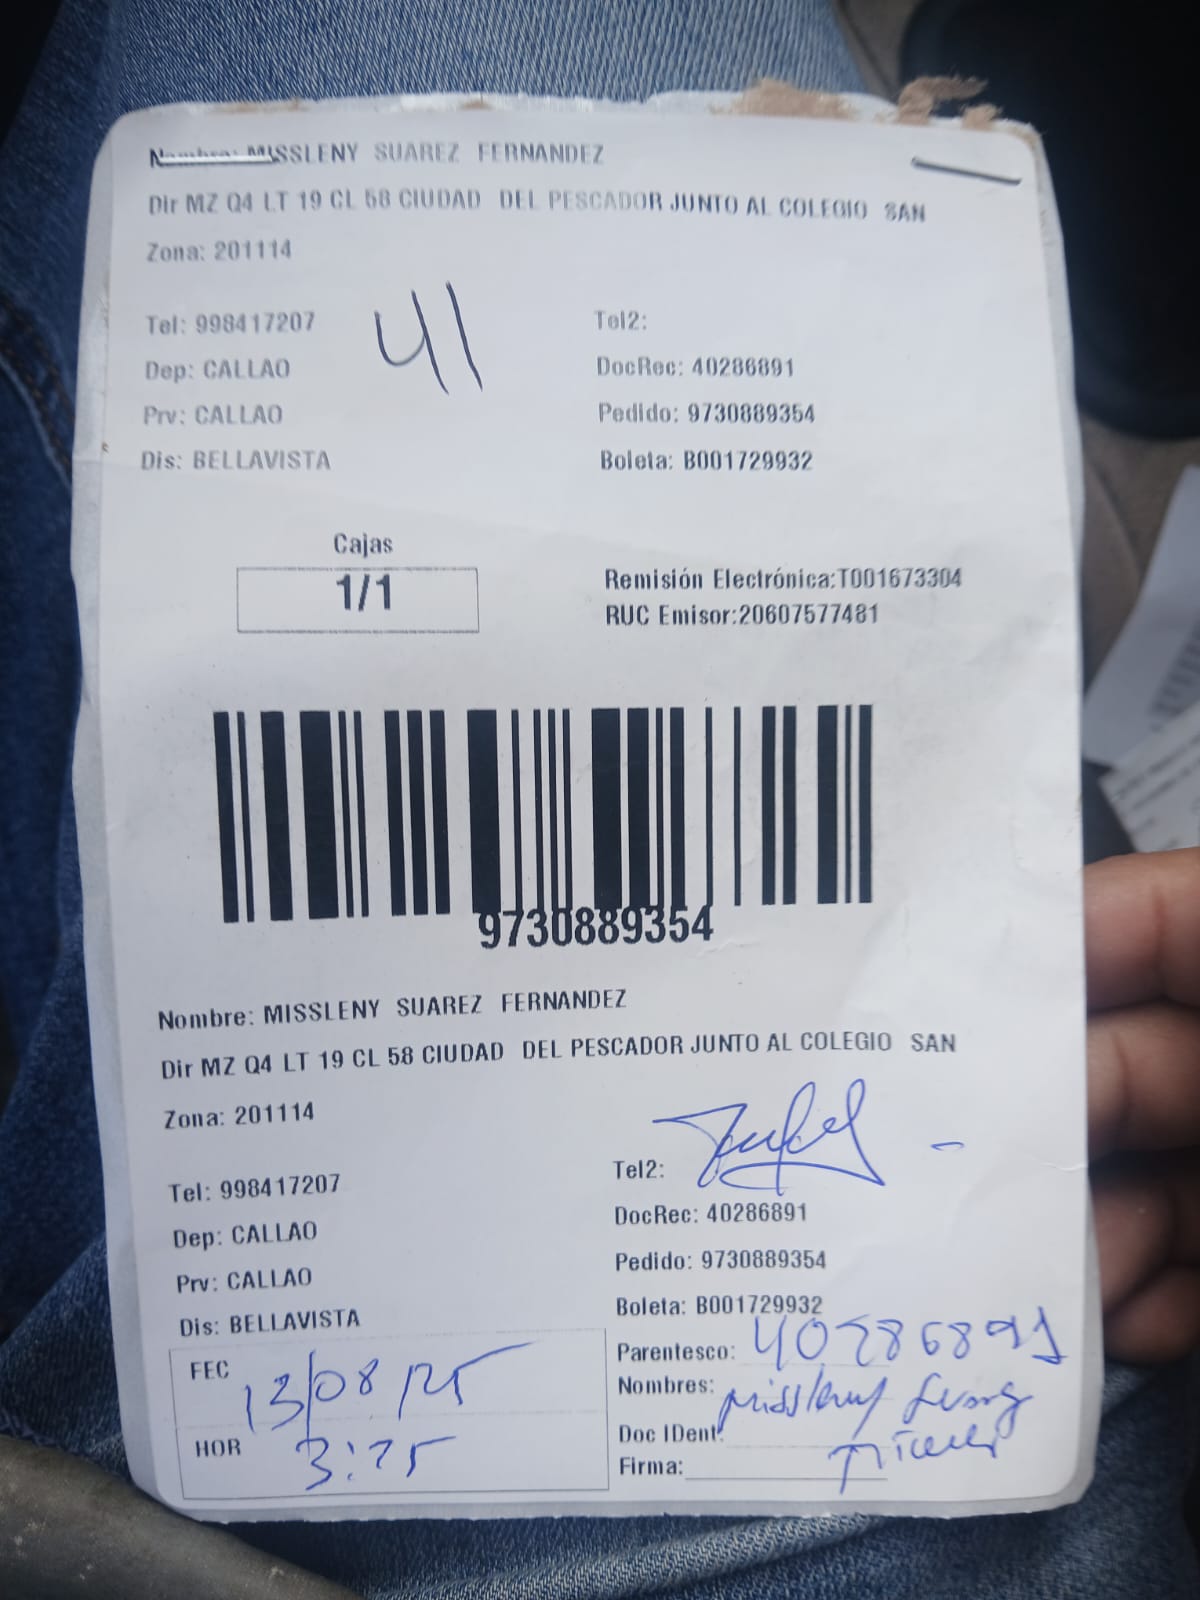 Nombre: MISSLENY SUAREZ FERNANDEZ
Dir MZ Q4 LT 19 CL 58 CIUDAD DEL PESCADOR JUNTO AL COLEGIO SAN
Zona: 201114
41
Tel: 998417207 Tel2:
Dep: CALLAO DocRec: 40286891
Prv: CALLAO Pedido: 9730889354
Dis: BELLAVISTA Boleta: B001729932
Cajas
1/1
Remisión Electrónica:T001673304
RUC Emisor:20607577481
9730889354
Nombre: MISSLENY SUAREZ FERNANDEZ
Dir MZ Q4 LT 19 CL 58 CIUDAD DEL PESCADOR JUNTO AL COLEGIO SAN
Zona: 201114
Tel: 998417207 Tel2:
Dep: CALLAO DocRec: 40286891
Prv: CALLAO Pedido: 9730889354
Dis: BELLAVISTA Boleta: B001729932
FEC 13/08/25
HOR
Parentesco: 40286891
Nombres: Missleny
Doc IDent:
Firma: